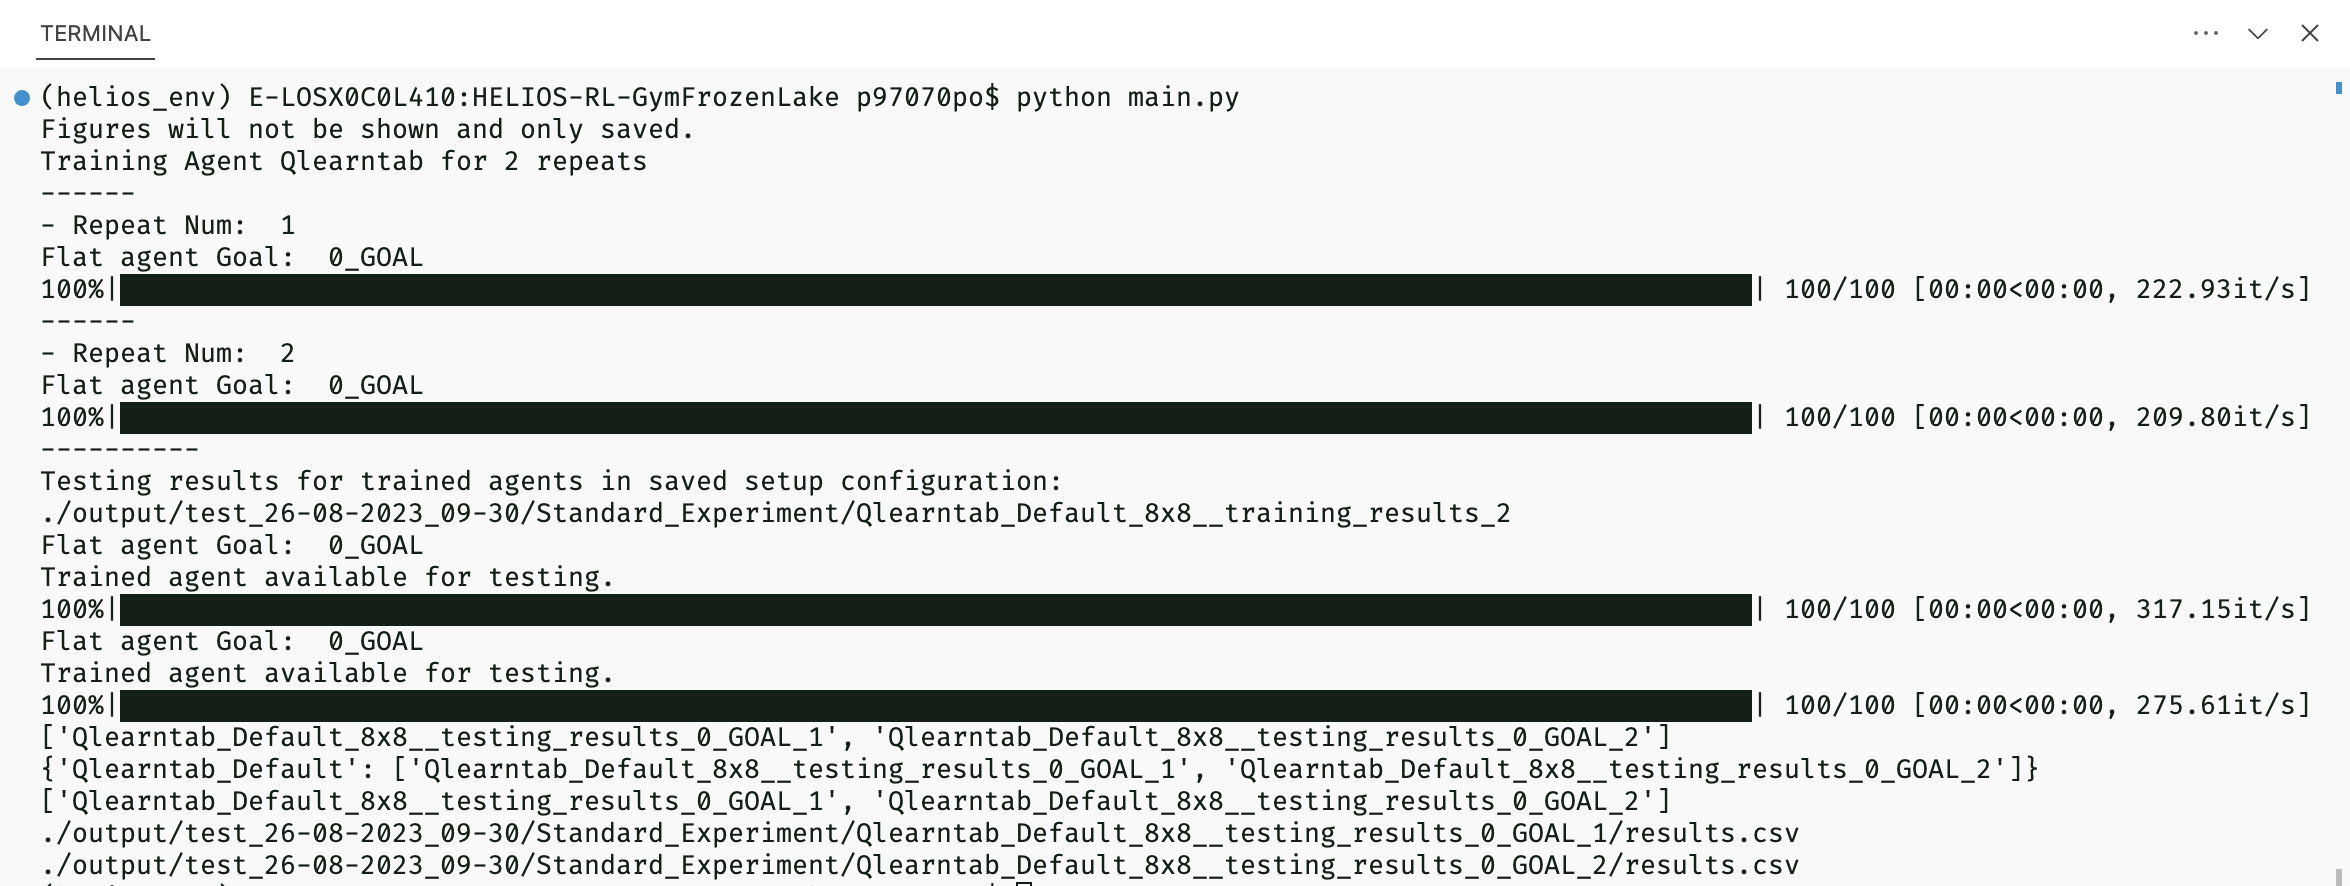 TERMINAL
(helios_env) E-LOSX0C0L410:HELIOS-RL-GymFrozenLake p97070po$ python main.py
Figures will not be shown and only saved.
Training Agent Qlearntab for 2 repeats
------
- Repeat Num:  1
Flat agent Goal:  0_GOAL
100%|██████████| 100/100 [00:00<00:00, 222.93it/s]
------
- Repeat Num:  2
Flat agent Goal:  0_GOAL
100%|██████████| 100/100 [00:00<00:00, 209.80it/s]
----------
Testing results for trained agents in saved setup configuration:
./output/test_26-08-2023_09-30/Standard_Experiment/Qlearntab_Default_8x8__training_results_2
Flat agent Goal:  0_GOAL
Trained agent available for testing.
100%|██████████| 100/100 [00:00<00:00, 317.15it/s]
Flat agent Goal:  0_GOAL
Trained agent available for testing.
100%|██████████| 100/100 [00:00<00:00, 275.61it/s]
['Qlearntab_Default_8x8__testing_results_0_GOAL_1', 'Qlearntab_Default_8x8__testing_results_0_GOAL_2']
{'Qlearntab_Default': ['Qlearntab_Default_8x8__testing_results_0_GOAL_1', 'Qlearntab_Default_8x8__testing_results_0_GOAL_2']}
['Qlearntab_Default_8x8__testing_results_0_GOAL_1', 'Qlearntab_Default_8x8__testing_results_0_GOAL_2']
./output/test_26-08-2023_09-30/Standard_Experiment/Qlearntab_Default_8x8__testing_results_0_GOAL_1/results.csv
./output/test_26-08-2023_09-30/Standard_Experiment/Qlearntab_Default_8x8__testing_results_0_GOAL_2/results.csv